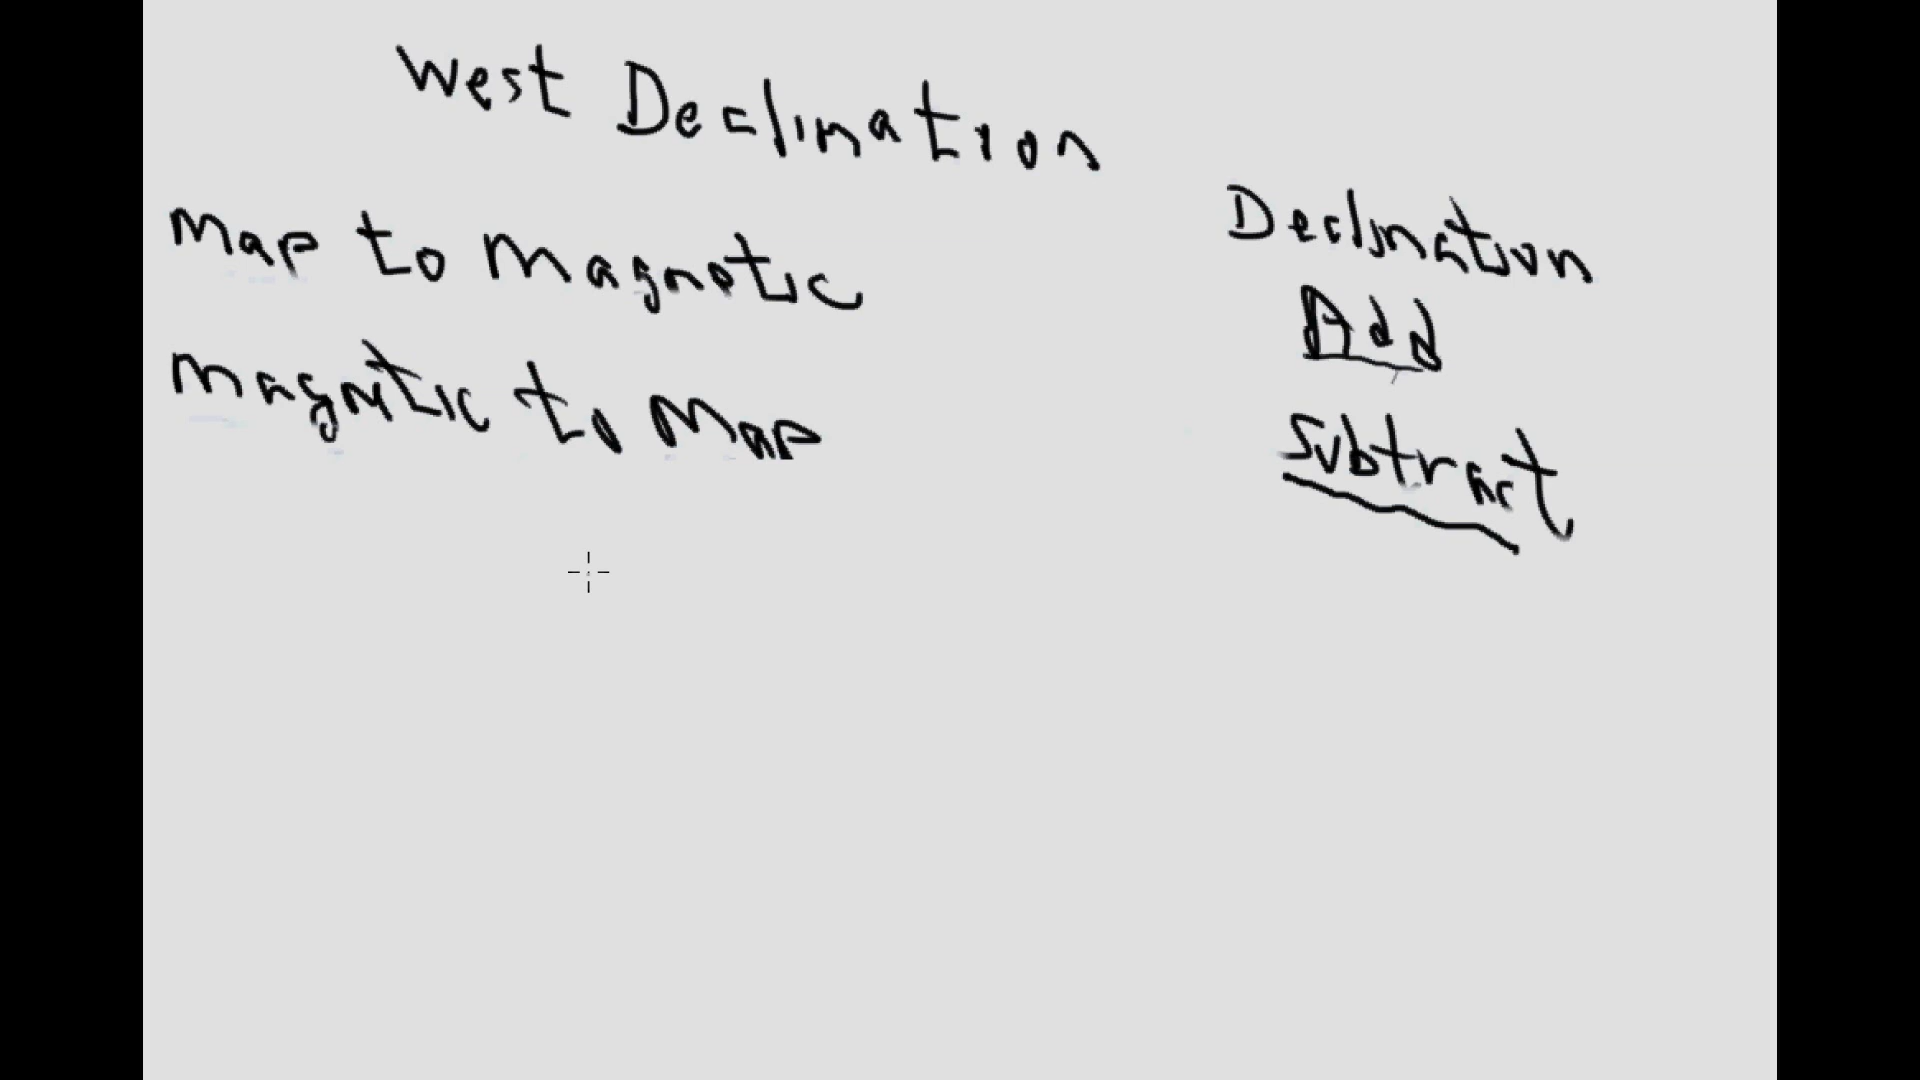 West Declination
Declination
Map to Magnetic
Add
Magnetic to Map
Subtract